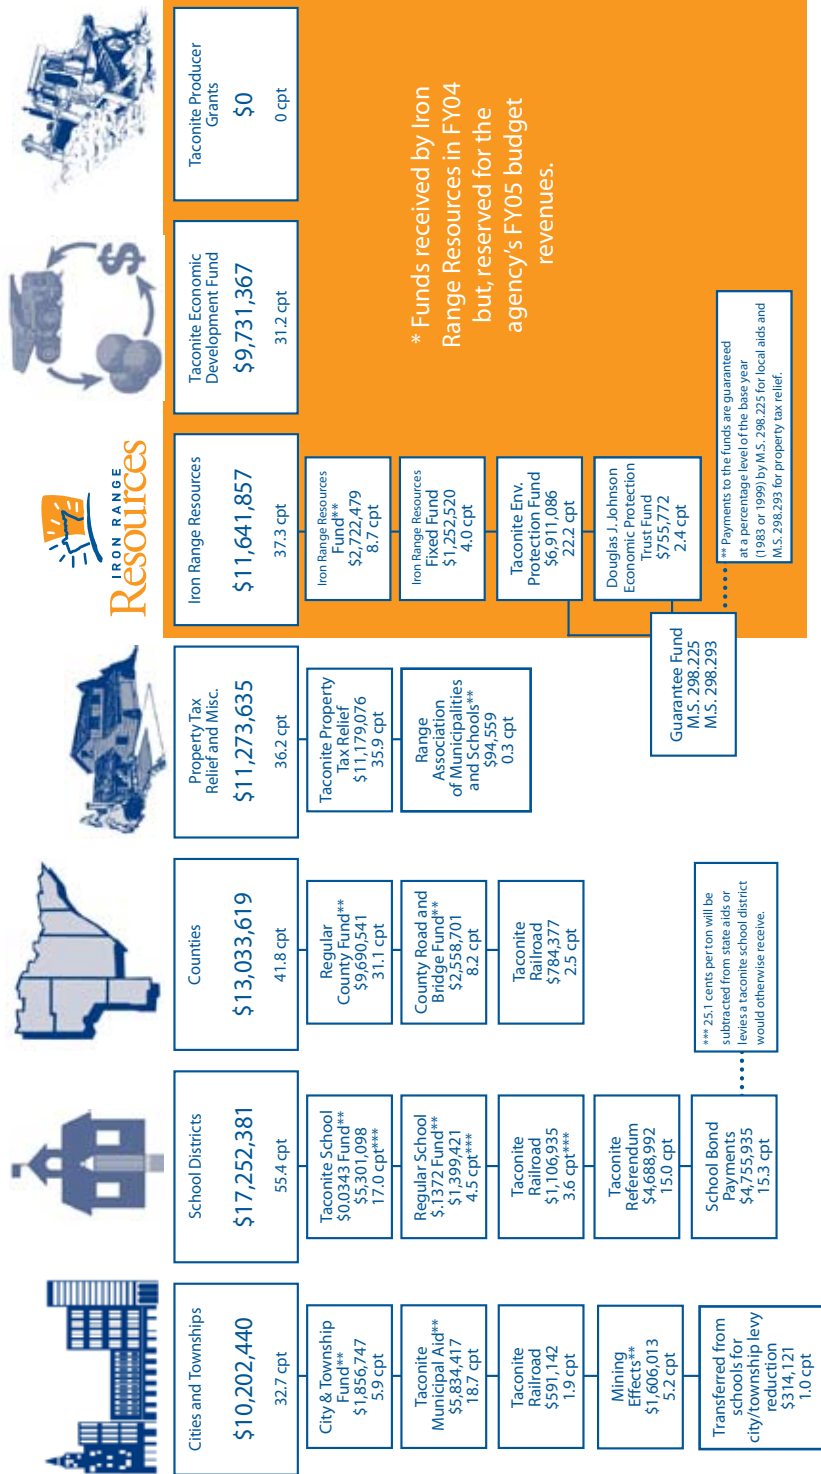 Cities and Townships
$10,202,440
32.7 cpt
City & Township
Fund**
$1,856,747
5.9 cpt
Taconite
Municipal Aid**
$5,834,417
18.7 cpt
Taconite
Railroad
$591,142
1.9 cpt
Mining
Effects**
$1,606,013
5.2 cpt
Transferred from
schools for
city/township levy
reduction
$314,121
1.0 cpt
School Districts
$17,252,381
55.4 cpt
Taconite School
$0.0343 Fund**
$5,301,098
17.0 cpt***
Regular School
$.1372 Fund**
$1,399,421
4.5 cpt***
Taconite
Railroad
$1,106,935
3.6 cpt***
Taconite
Referendum
$4,688,992
15.0 cpt
School Bond
Payments
$4,755,935
15.3 cpt
*** 25.1 cents per ton will be
subtracted from state aids or
levies a taconite school district
would otherwise receive.
Counties
$13,033,619
41.8 cpt
Regular
County Fund**
$9,690,541
31.1 cpt
County Road and
Bridge Fund**
$2,558,701
8.2 cpt
Taconite
Railroad
$784,377
2.5 cpt
Property Tax
Relief and Misc.
$11,273,635
36.2 cpt
Taconite Property
Tax Relief
$11,179,076
35.9 cpt
Range
Association
of Municipalities
and Schools**
$94,559
0.3 cpt
IRON RANGE
Resources
Iron Range Resources
$11,641,857
37.3 cpt
Iron Range Resources
Fund**
$2,722,479
8.7 cpt
Iron Range Resources
Fixed Fund
$1,252,520
4.0 cpt
Taconite Env.
Protection Fund
$6,911,086
22.2 cpt
Douglas J. Johnson
Economic Protection
Trust Fund
$755,772
2.4 cpt
Guarantee Fund
M.S. 298.225
M.S. 298.293
** Payments to the funds are guaranteed
at a percentage level of the base year
(1983 or 1999) by M.S. 298.225 for local aids and
M.S. 298.293 for property tax relief.
$
Taconite Economic
Development Fund
$9,731,367
31.2 cpt
Taconite Producer
Grants
$0
0 cpt
* Funds received by Iron
Range Resources in FY04
but, reserved for the
agency's FY05 budget
revenues.